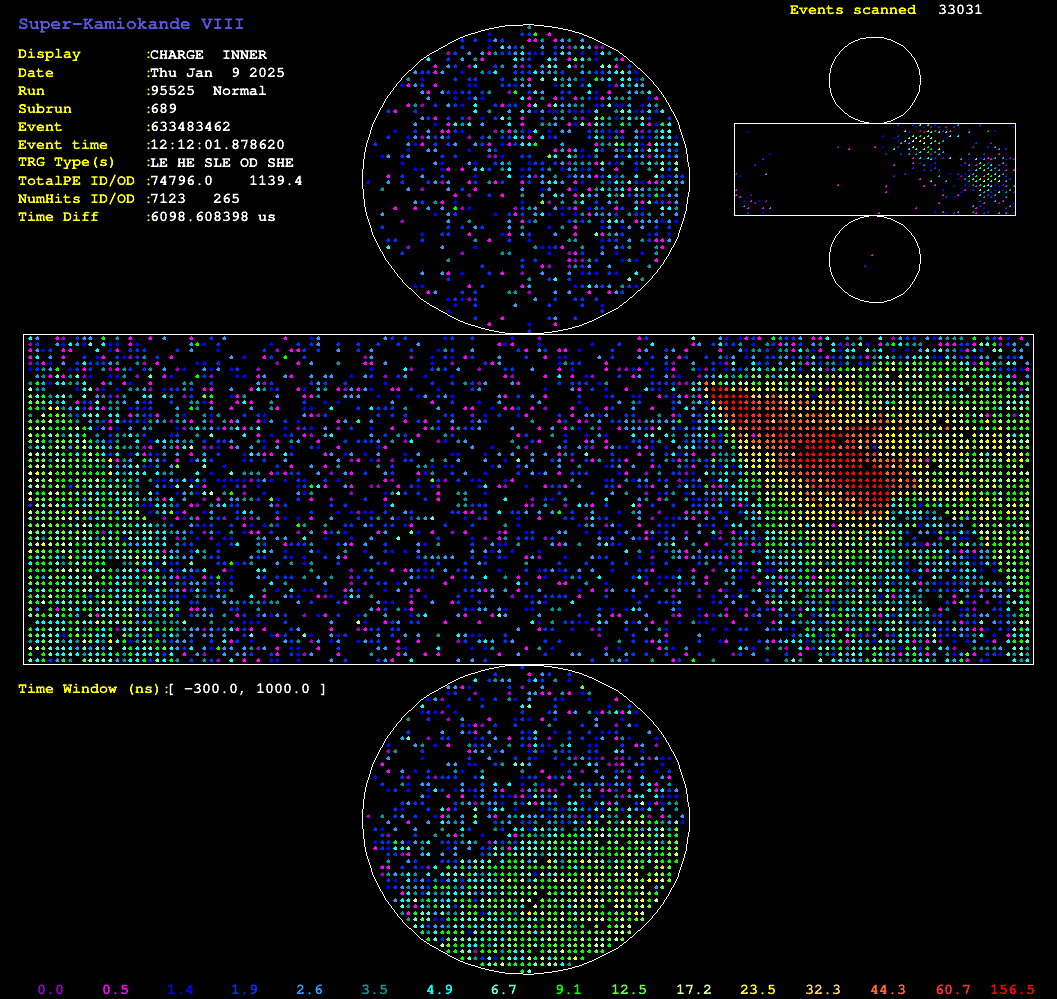 Super-Kamiokande VIII
Events scanned 33031
Display :CHARGE INNER
Date :Thu Jan 9 2025
Run :95525 Normal
Subrun :689
Event :633483462
Event time :12:12:01.878620
TRG Type(s) :LE HE SLE OD SHE
TotalPE ID/OD :74796.0 1139.4
NumHits ID/OD :7123 265
Time Diff :6098.608398 us
Time Window (ns):[ -300.0, 1000.0 ]
0.0 0.5 1.4 1.9 2.6 3.5 4.9 6.7 9.1 12.5 17.2 23.5 32.3 44.3 60.7 156.5